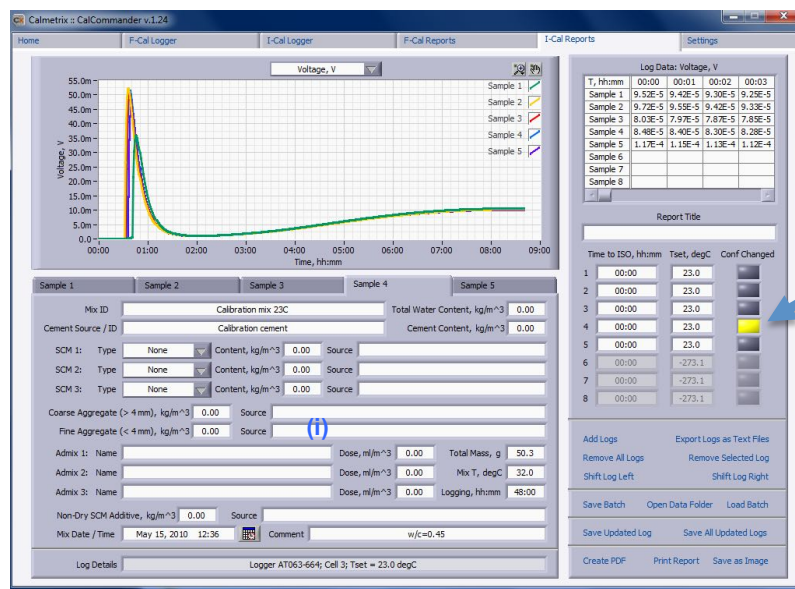 Calmetrix :: CalCommander v.1.24
Home F-Cal Logger I-Cal Logger F-Cal Reports I-Cal Reports Settings
Voltage, V
55.0m
50.0m
45.0m
40.0m
35.0m
30.0m
25.0m
20.0m
15.0m
10.0m
5.0m
0.0
Voltage, V
00:00 01:00 02:00 03:00 04:00 05:00 06:00 07:00 08:00 09:00
Time, hh:mm
Sample 1
Sample 2
Sample 3
Sample 4
Sample 5
Sample 1 Sample 2 Sample 3 Sample 4 Sample 5
Mix ID Calibration mix 23C Total Water Content, kg/m^3 0.00
Cement Source / ID Calibration cement Cement Content, kg/m^3 0.00
SCM 1: Type None Content, kg/m^3 0.00 Source
SCM 2: Type None Content, kg/m^3 0.00 Source
SCM 3: Type None Content, kg/m^3 0.00 Source
Coarse Aggregate (> 4 mm), kg/m^3 0.00 Source
Fine Aggregate (< 4 mm), kg/m^3 0.00 Source (i)
Admix 1: Name Dose, ml/m^3 0.00 Total Mass, g 50.3
Admix 2: Name Dose, ml/m^3 0.00 Mix T, degC 32.0
Admix 3: Name Dose, ml/m^3 0.00 Logging, hh:mm 48:00
Non-Dry SCM Additive, kg/m^3 0.00 Source
Mix Date / Time May 15, 2010 12:36 Comment w/c=0.45
Log Details Logger AT063-664; Cell 3; Tset = 23.0 degC
Log Data: Voltage, V
T, hh:mm 00:00 00:01 00:02 00:03
Sample 1 9.52E-5 9.42E-5 9.30E-5 9.25E-5
Sample 2 9.72E-5 9.55E-5 9.42E-5 9.33E-5
Sample 3 8.03E-5 7.97E-5 7.87E-5 7.85E-5
Sample 4 8.48E-5 8.40E-5 8.30E-5 8.28E-5
Sample 5 1.17E-4 1.15E-4 1.13E-4 1.12E-4
Sample 6
Sample 7
Sample 8
Report Title
Time to ISO, hh:mm Tset, degC Conf Changed
1 00:00 23.0
2 00:00 23.0
3 00:00 23.0
4 00:00 23.0
5 00:00 23.0
6 00:00 -273.1
7 00:00 -273.1
8 00:00 -273.1
Add Logs Export Logs as Text Files
Remove All Logs Remove Selected Log
Shift Log Left Shilft Log Right
Save Batch Open Data Folder Load Batch
Save Updated Log Save All Updated Logs
Create PDF Print Report Save as Image